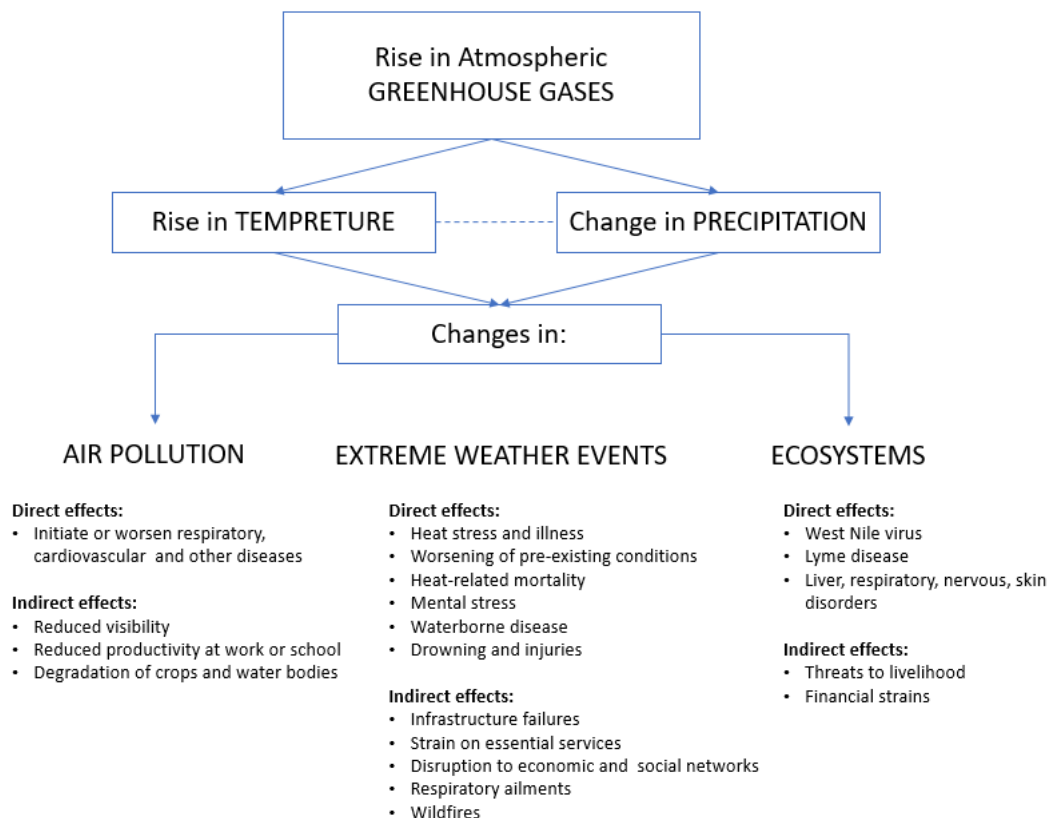 Rise in Atmospheric
GREENHOUSE GASES
Rise in TEMPRETURE
Change in PRECIPITATION
Changes in:
AIR POLLUTION
Direct effects:
• Initiate or worsen respiratory,
cardiovascular and other diseases
Indirect effects:
• Reduced visibility
• Reduced productivity at work or school
• Degradation of crops and water bodies
EXTREME WEATHER EVENTS
Direct effects:
• Heat stress and illness
• Worsening of pre-existing conditions
• Heat-related mortality
• Mental stress
• Waterborne disease
• Drowning and injuries
Indirect effects:
• Infrastructure failures
• Strain on essential services
• Disruption to economic and social networks
• Respiratory ailments
• Wildfires
ECOSYSTEMS
Direct effects:
• West Nile virus
• Lyme disease
• Liver, respiratory, nervous, skin
disorders
Indirect effects:
• Threats to livelihood
• Financial strains